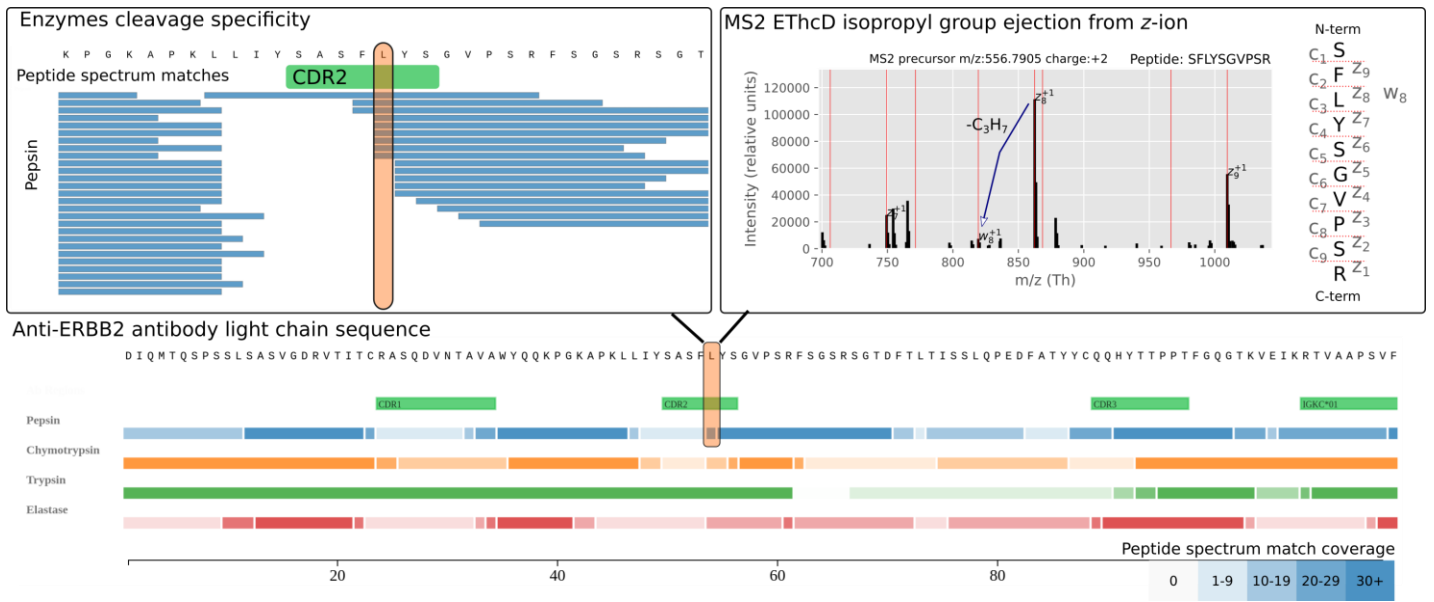 Enzymes cleavage specificity
K P G K A P K L L I Y S A S F L Y S G V P S R F S G S R S G T
Peptide spectrum matches
CDR2
Pepsin
MS2 EThcD isopropyl group ejection from z-ion
MS2 precursor m/z:556.7905 charge:+2 Peptide: SFLYSGVPSR
Intensity (relative units)
120000
100000
80000
60000
40000
20000
0
-C₃H₇
z₈⁺¹
z₉⁺¹
z₇⁺¹
w₈⁺¹
700 750 800 850 900 950 1000
m/z (Th)
N-term
C₁ S
C₂ F Z₉
C₃ L Z₈ W₈
C₄ Y Z₇
C₅ S Z₆
C₆ G Z₅
C₇ V Z₄
C₈ P Z₃
C₉ S Z₂
R Z₁
C-term
Anti-ERBB2 antibody light chain sequence
DIQMTQSPSSLSASVGDRVTITCRASQDVNTAVAWYQQKPGKAPKLLIYSASFLYSGVPSRFSGSRSGTDFTLTISSLQPEDFATYYCQQHYTTPPTFGQGTKVEIKRTVAAPSVF
CDR1 CDR2 CDR3 IGKC*01
Pepsin
Chymotrypsin
Trypsin
Elastase
20 40 60 80
Peptide spectrum match coverage
0 1-9 10-19 20-29 30+